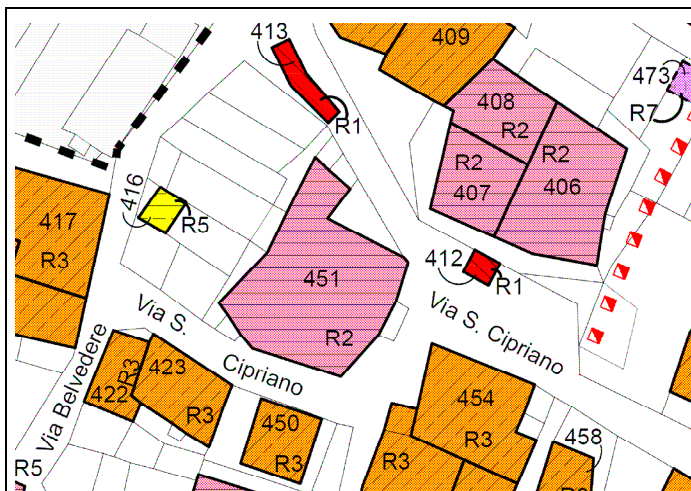 413
409
473
408
R1
R2
R7
R2
R2
416
407
406
417
R5
R3
412
451
R1
Via S.
Via S. Cipriano
R2
Cipriano
423
R3
454
422
Via Belvedere
450
R3
R3
458
R3
R3
R5